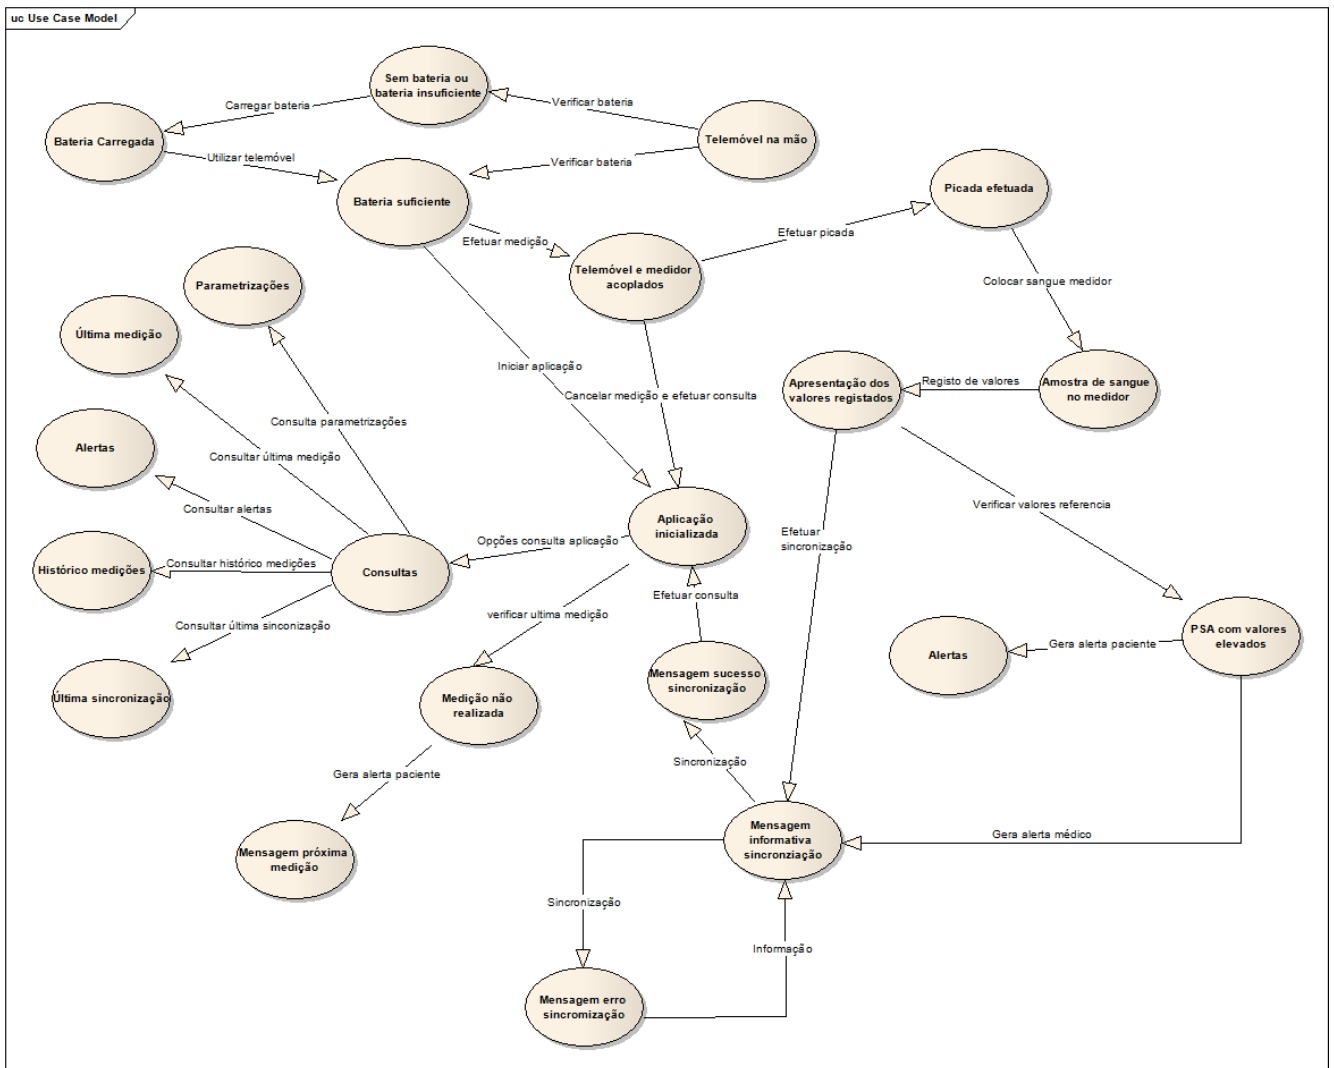 uc Use Case Model
Sem bateria ou
bateria insuficiente
Carregar bateria
Verificar bateria
Bateria Carregada
Telemóvel na mão
Utilizar telemóvel
Verificar bateria
Bateria suficiente
Picada efetuada
Efetuar medição
Efetuar picada
Telemóvel e medidor
acoplados
Parametrizações
Colocar sangue medidor
Última medição
Iniciar aplicação
Apresentação dos
valores registados
Registo de valores
Amostra de sangue
no medidor
Cancelar medição e efetuar consulta
Consulta parametrizações
Alertas
Consultar última medição
Verificar valores referencia
Consultar alertas
Aplicação
inicializada
Efetuar
sincronização
Opções consulta aplicação
Histórico medições
Consultar histórico medições
Consultas
Efetuar consulta
verificar ultima medição
Consultar última sinconização
PSA com valores
elevados
Gera alerta paciente
Alertas
Mensagem sucesso
sincronização
Última sincronização
Medição não
realizada
Sincronização
Gera alerta paciente
Mensagem
informativa
sincronziação
Gera alerta médico
Mensagem próxima
medição
Sincronização
Informação
Mensagem erro
sincromização